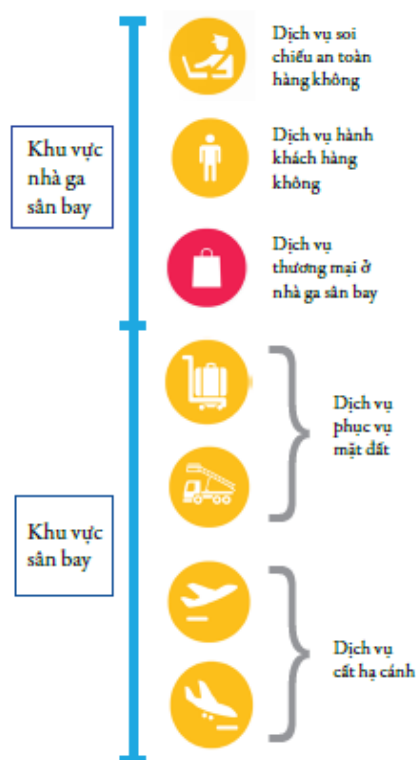 Dịch vụ soi
chiếu an toàn
hàng không
Khu vực
nhà ga
sân bay
Dịch vụ hành
khách hàng
không
Dịch vụ
thương mại ở
nhà ga sân bay
Dịch vụ
phục vụ
mặt đất
Khu vực
sân bay
Dịch vụ
cất hạ cánh